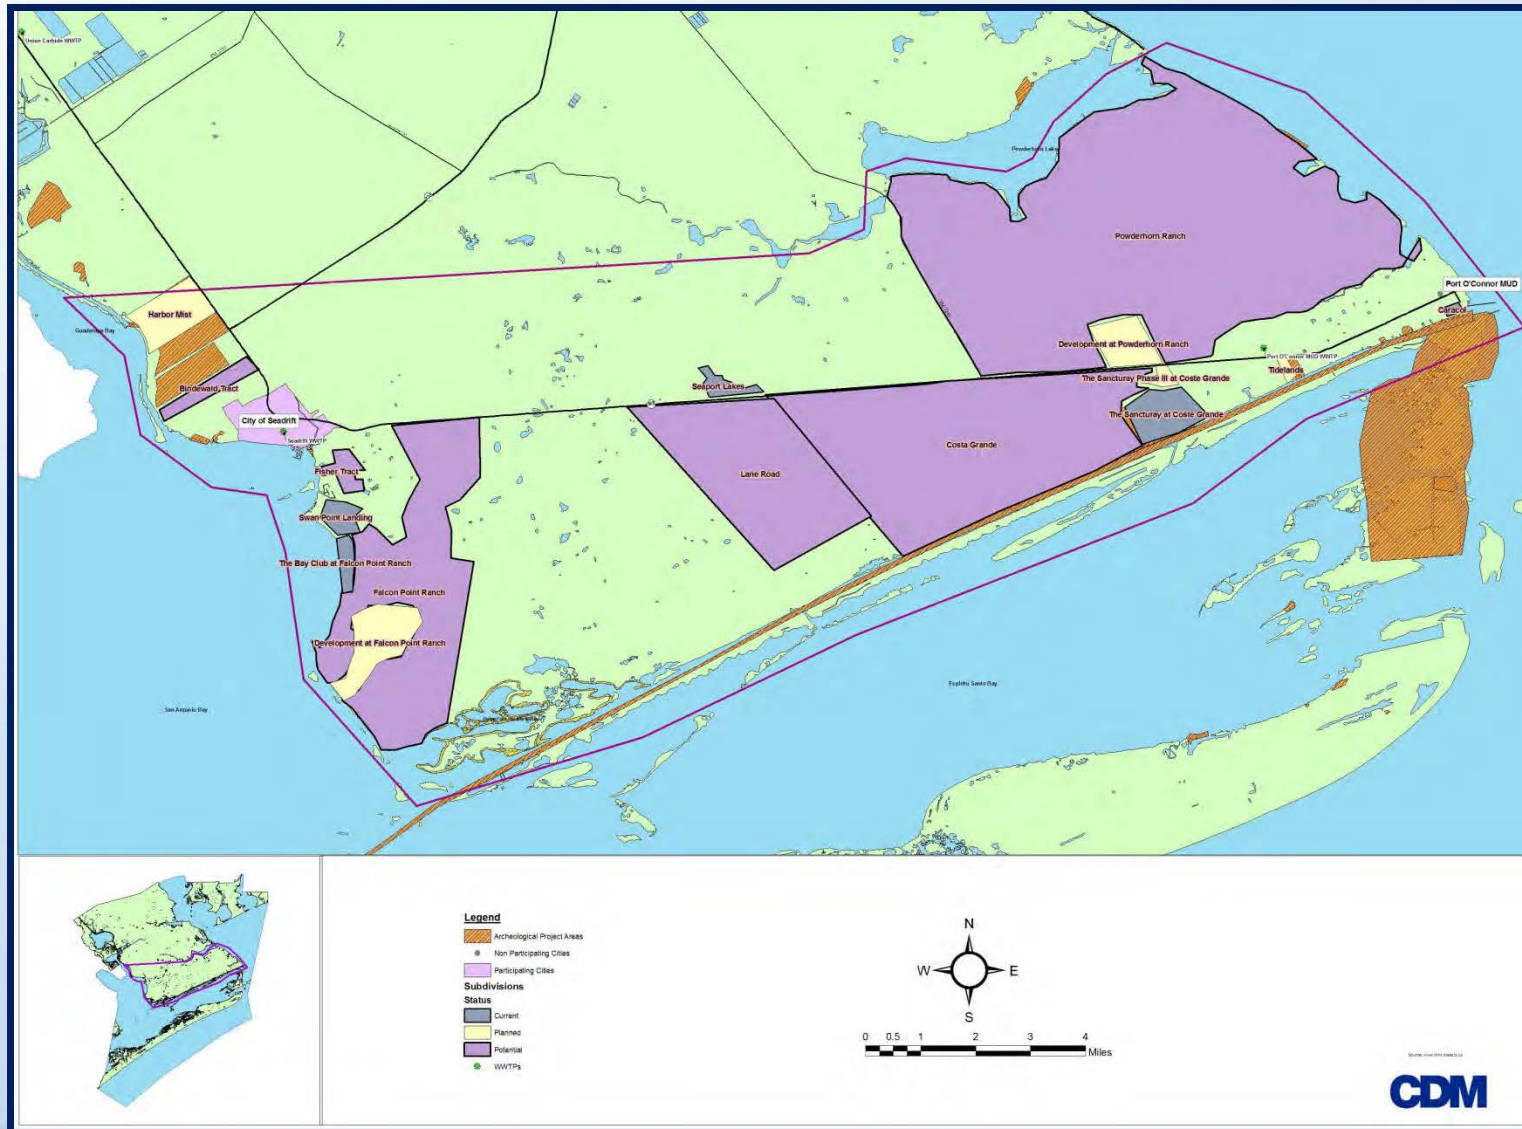 Union Carbide WWTP
Powderhorn Lake
Powderhorn Ranch
Port O'Connor MUD
Harbor Mist
Caracol
Guadalupe Bay
Development at Powderhorn Ranch
Port O'Connor MUD WWTP
Tidelands
Bindewald Tract
Seaport Lakes
The Sancturay Phase III at Coste Grande
The Sancturay at Coste Grande
City of Seadrift
Seadrift WWTP
Costa Grande
Fisher Tract
Lane Road
Swan Point Landing
The Bay Club at Falcon Point Ranch
Falcon Point Ranch
Development at Falcon Point Ranch
Espiritu Santo Bay
San Antonio Bay
Legend
Archeological Project Areas
Non Participating Cities
Participating Cities
Subdivisions
Status
Current
Planned
Potential
WWTPs
N
W E
S
0 0.5 1 2 3 4
Miles
CDM